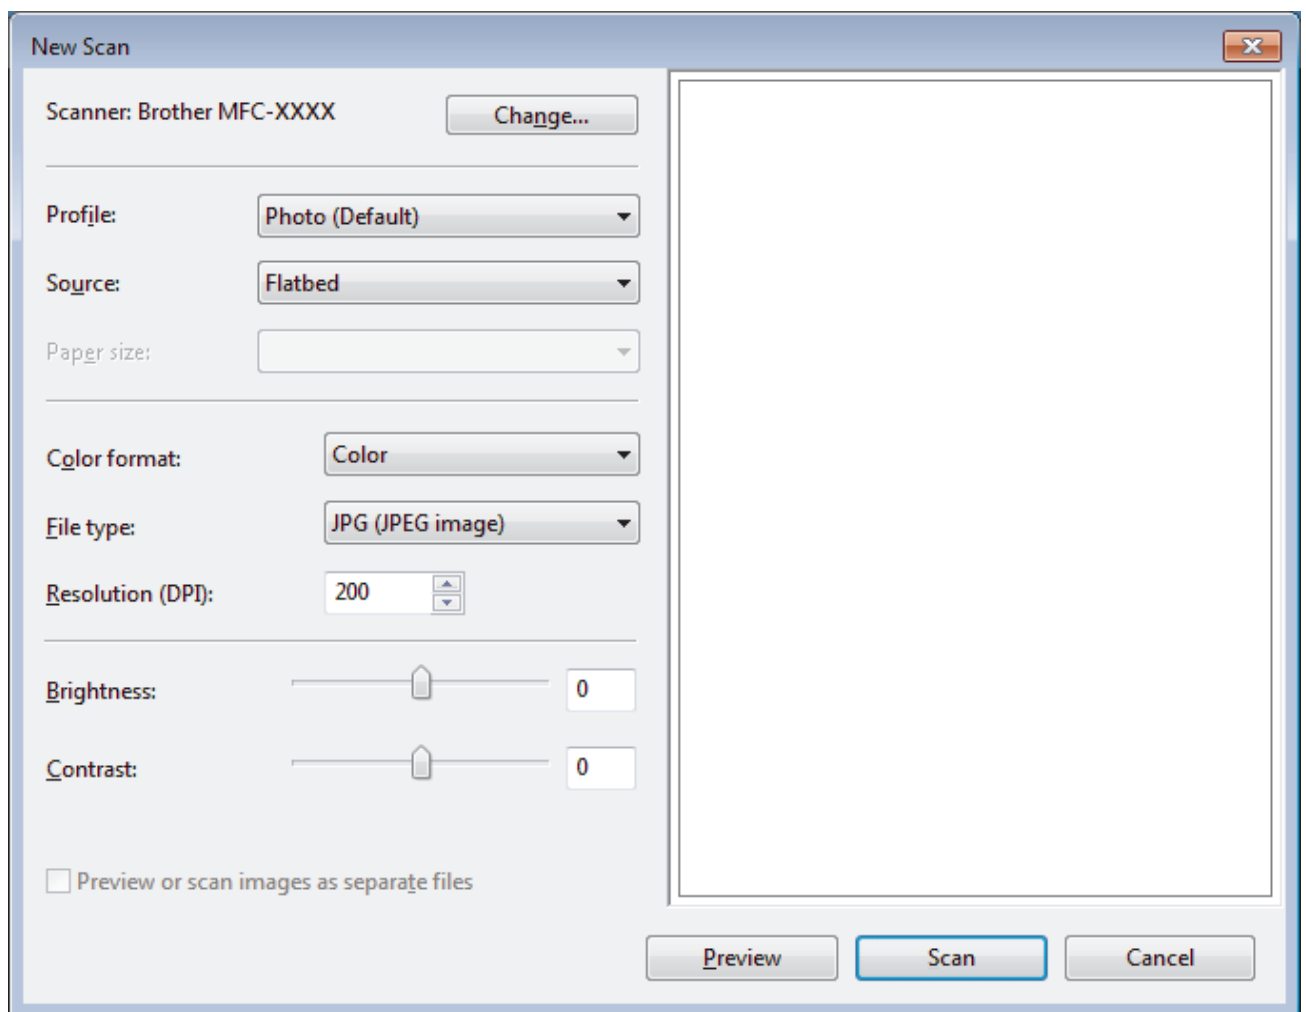 New Scan
Scanner: Brother MFC-XXXX
Change...
Profile:
Photo (Default)
Source:
Flatbed
Paper size:
Color format:
Color
File type:
JPG (JPEG image)
Resolution (DPI):
200
Brightness:
0
Contrast:
0
Preview or scan images as separate files
Preview
Scan
Cancel